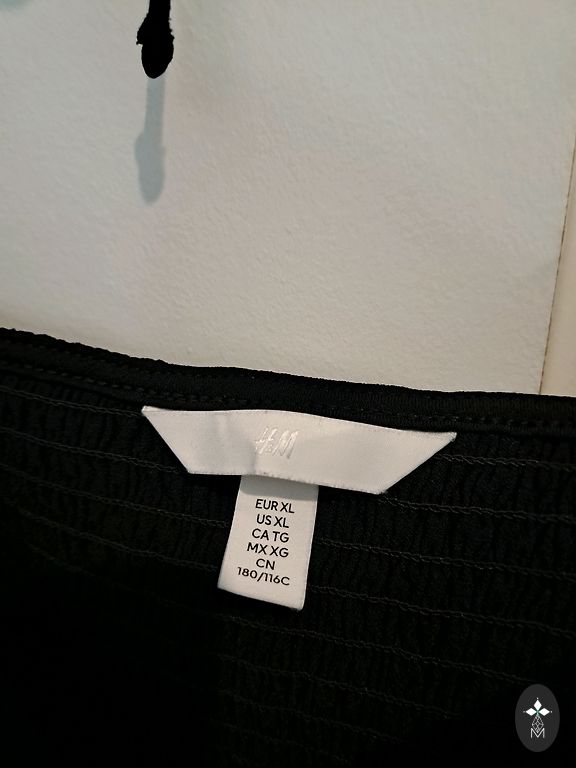 H&M
EUR XL
US XL
CA TG
MX XG
CN
180/116C
M